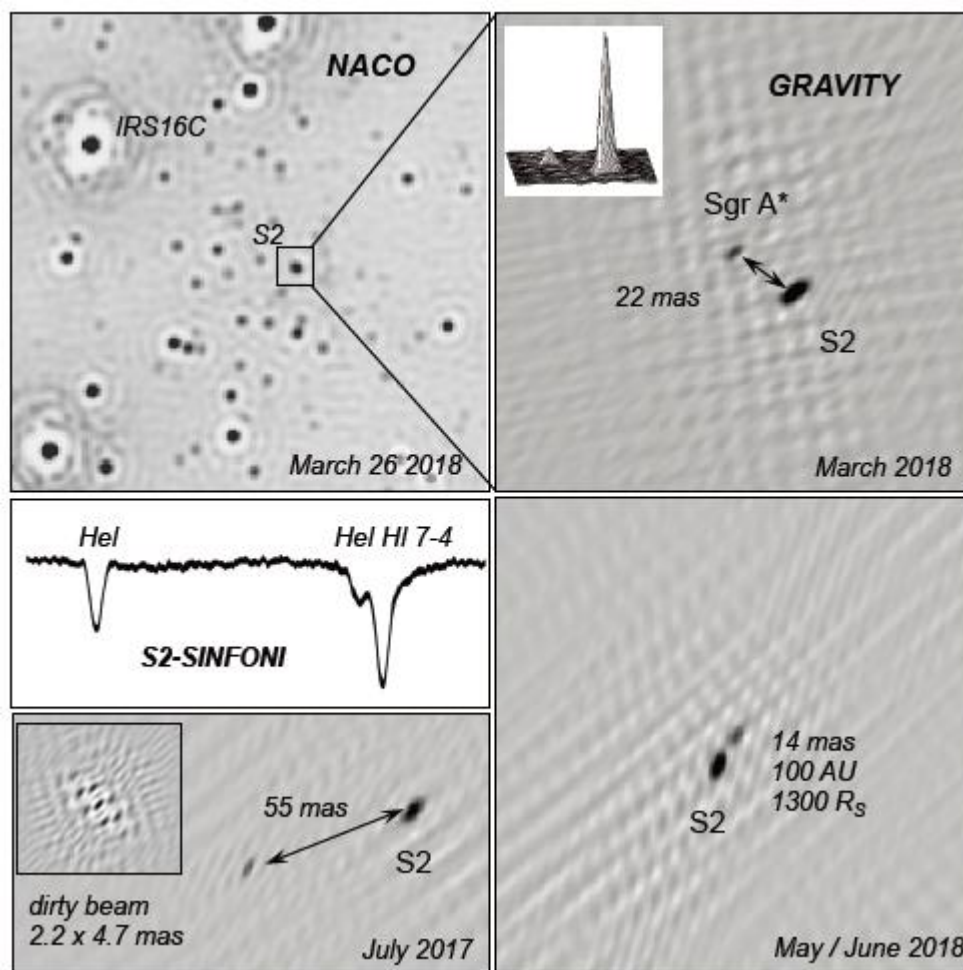 NACO
IRS16C
S2
March 26 2018
GRAVITY
Sgr A*
22 mas
S2
March 2018
HeI
HeI HI 7-4
S2-SINFONI
55 mas
S2
dirty beam
2.2 x 4.7 mas
July 2017
14 mas
100 AU
1300 Rs
S2
May / June 2018